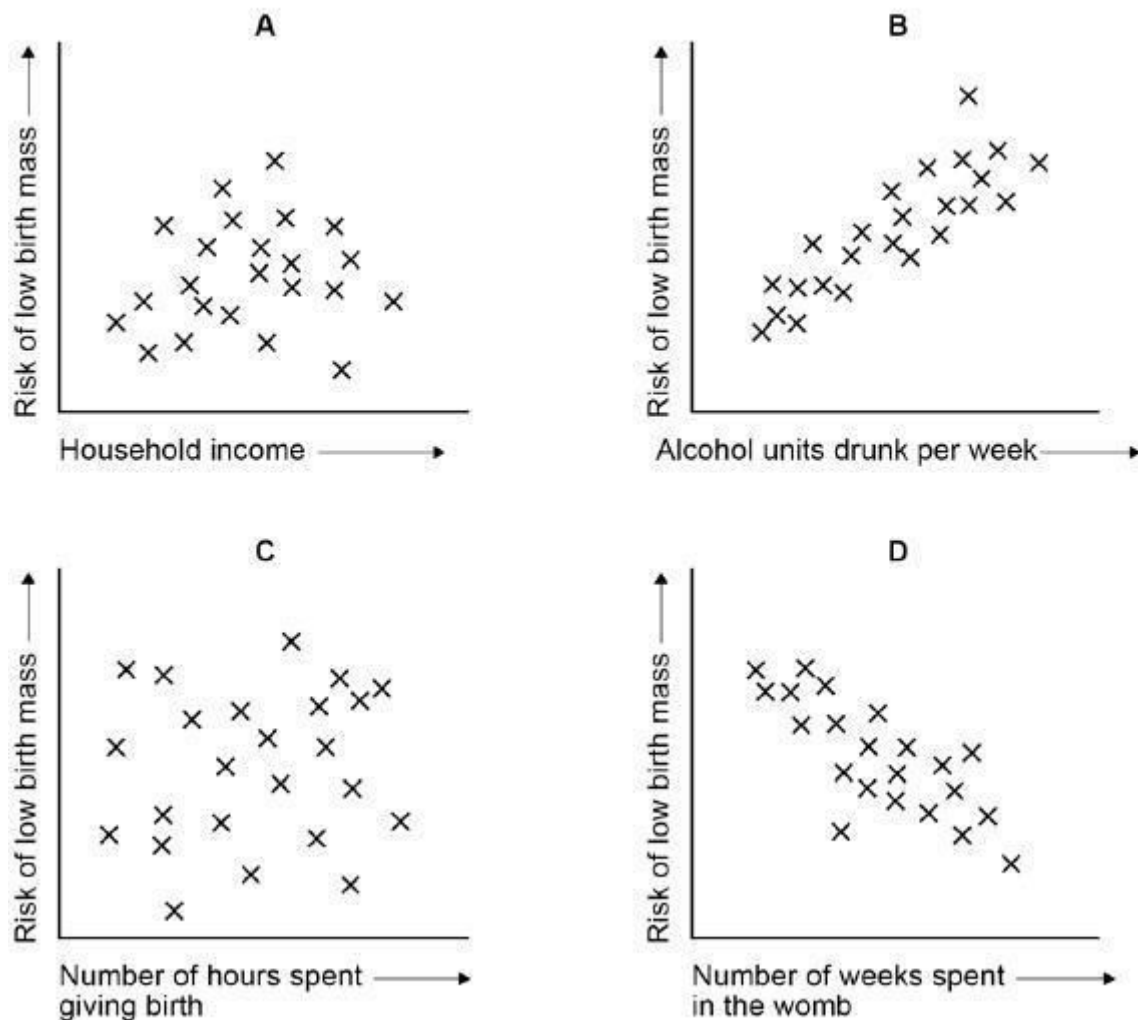 A
Risk of low birth mass
Household income
B
Risk of low birth mass
Alcohol units drunk per week
C
Risk of low birth mass
Number of hours spent
giving birth
D
Risk of low birth mass
Number of weeks spent
in the womb